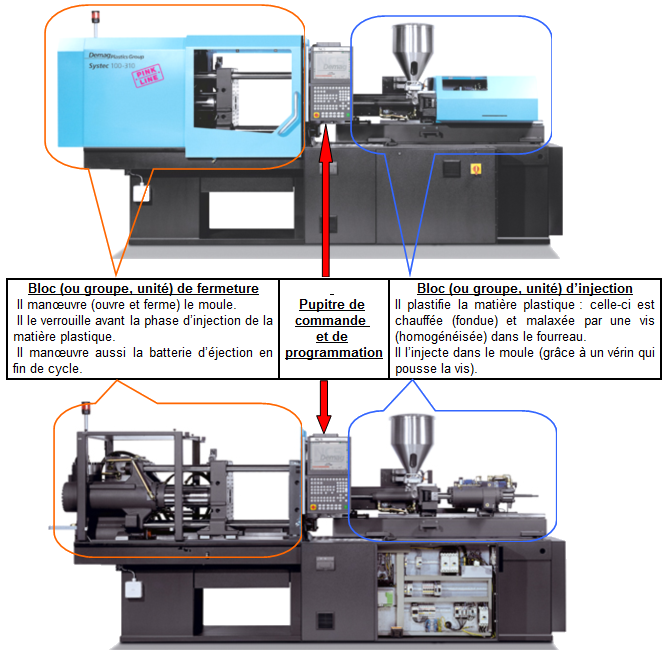 Demag Plastics Group
Systec 100-310
PINK
LINE
Bloc (ou groupe, unité) de fermeture
Il manœuvre (ouvre et ferme) le moule.
Il le verrouille avant la phase d'injection de la
matière plastique.
Il manœuvre aussi la batterie d'éjection en
fin de cycle.
Pupitre de
commande
et de
programmation
Bloc (ou groupe, unité) d'injection
Il plastifie la matière plastique : celle-ci est
chauffée (fondue) et malaxée par une vis
(homogénéisée) dans le fourreau.
Il l'injecte dans le moule (grâce à un vérin qui
pousse la vis).